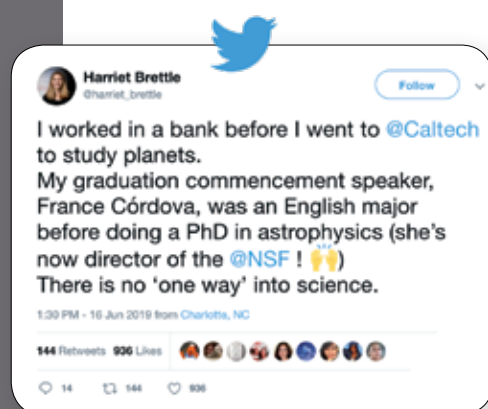 Harriet Brettle
@harriet_brettle
Follow
I worked in a bank before I went to @Caltech
to study planets.
My graduation commencement speaker,
France Córdova, was an English major
before doing a PhD in astrophysics (she's
now director of the @NSF ! 🙌)
There is no 'one way' into science.
1:30 PM - 16 Jun 2019 from Charlotte, NC
144 Retweets 936 Likes
14 144 936